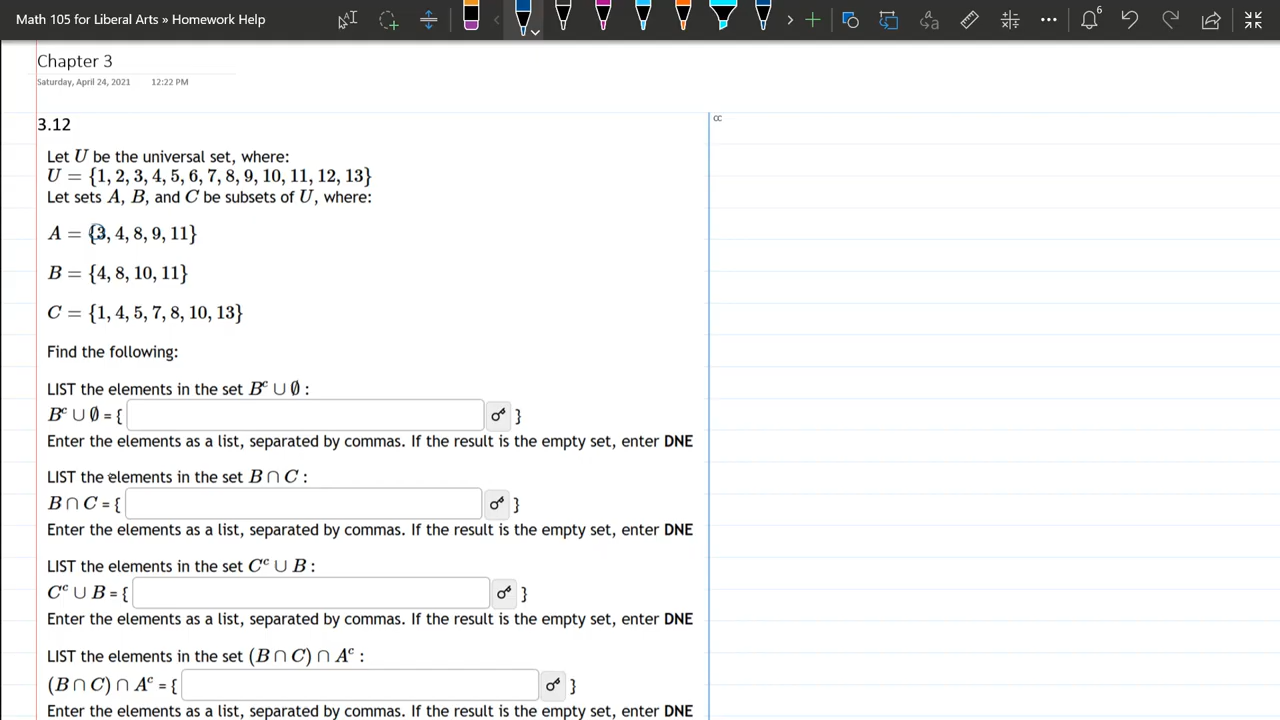 Math 105 for Liberal Arts » Homework Help
6
Chapter 3
Saturday, April 24, 2021 12:22 PM
3.12
Let U be the universal set, where:
U = {1, 2, 3, 4, 5, 6, 7, 8, 9, 10, 11, 12, 13}
Let sets A, B, and C be subsets of U, where:
A = {3, 4, 8, 9, 11}
B = {4, 8, 10, 11}
C = {1, 4, 5, 7, 8, 10, 13}
Find the following:
LIST the elements in the set Bᶜ ∪ ∅ :
Bᶜ ∪ ∅ = { }
Enter the elements as a list, separated by commas. If the result is the empty set, enter DNE
LIST the elements in the set B ∩ C :
B ∩ C = { }
Enter the elements as a list, separated by commas. If the result is the empty set, enter DNE
LIST the elements in the set Cᶜ ∪ B :
Cᶜ ∪ B = { }
Enter the elements as a list, separated by commas. If the result is the empty set, enter DNE
LIST the elements in the set (B ∩ C) ∩ Aᶜ :
(B ∩ C) ∩ Aᶜ = { }
Enter the elements as a list, separated by commas. If the result is the empty set, enter DNE